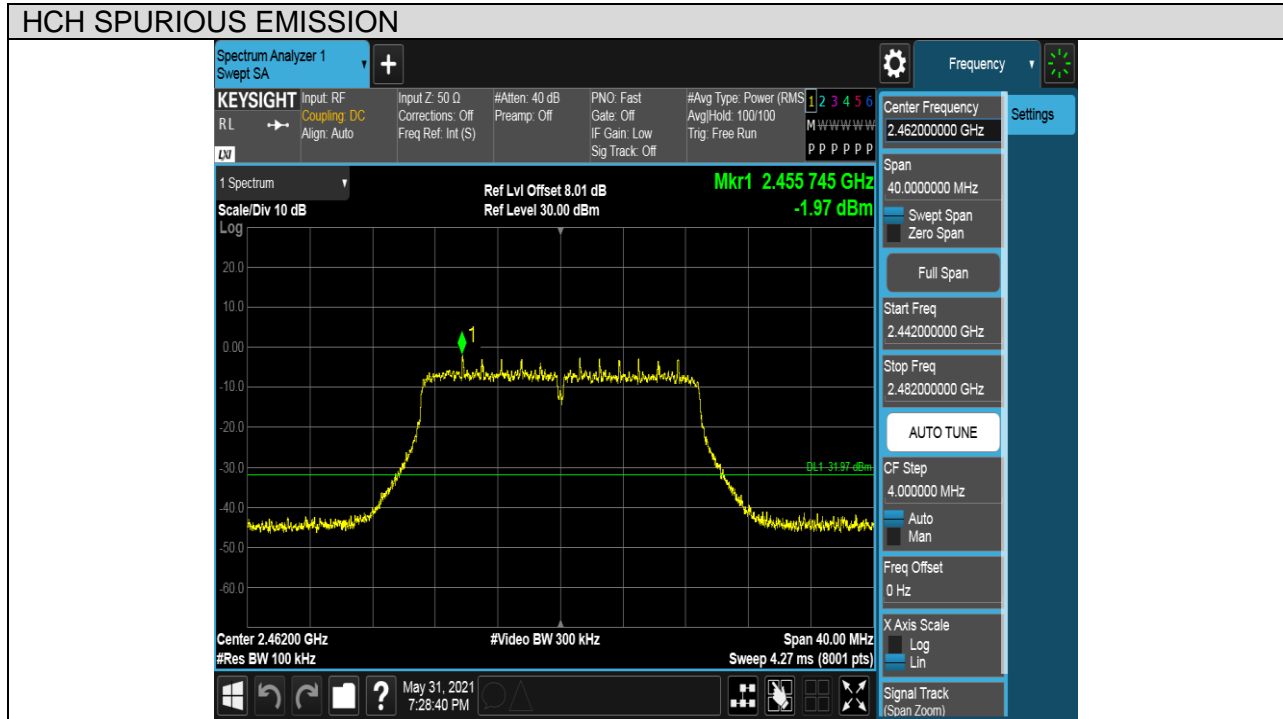 HCH SPURIOUS EMISSION
Spectrum Analyzer 1
Swept SA
+
Frequency
KEYSIGHT
RL
LXI
Input: RF
Coupling: DC
Align: Auto
Input Z: 50 Ω
Corrections: Off
Freq Ref: Int (S)
#Atten: 40 dB
Preamp: Off
PNO: Fast
Gate: Off
IF Gain: Low
Sig Track: Off
#Avg Type: Power (RMS
Avg|Hold: 100/100
Trig: Free Run
1 2 3 4 5 6
M W W W W W
P P P P P P
1 Spectrum
Scale/Div 10 dB
Log
Ref Lvl Offset 8.01 dB
Ref Level 30.00 dBm
Mkr1 2.455 745 GHz
-1.97 dBm
20.0
10.0
0.00
-10.0
-20.0
-30.0
-40.0
-50.0
-60.0
1
DL1 -31.97 dBm
Center 2.46200 GHz
#Res BW 100 kHz
#Video BW 300 kHz
Span 40.00 MHz
Sweep 4.27 ms (8001 pts)
?
May 31, 2021
7:28:40 PM
Center Frequency
2.462000000 GHz
Settings
Span
40.0000000 MHz
Swept Span
Zero Span
Full Span
Start Freq
2.442000000 GHz
Stop Freq
2.482000000 GHz
AUTO TUNE
CF Step
4.000000 MHz
Auto
Man
Freq Offset
0 Hz
X Axis Scale
Log
Lin
Signal Track
(Span Zoom)